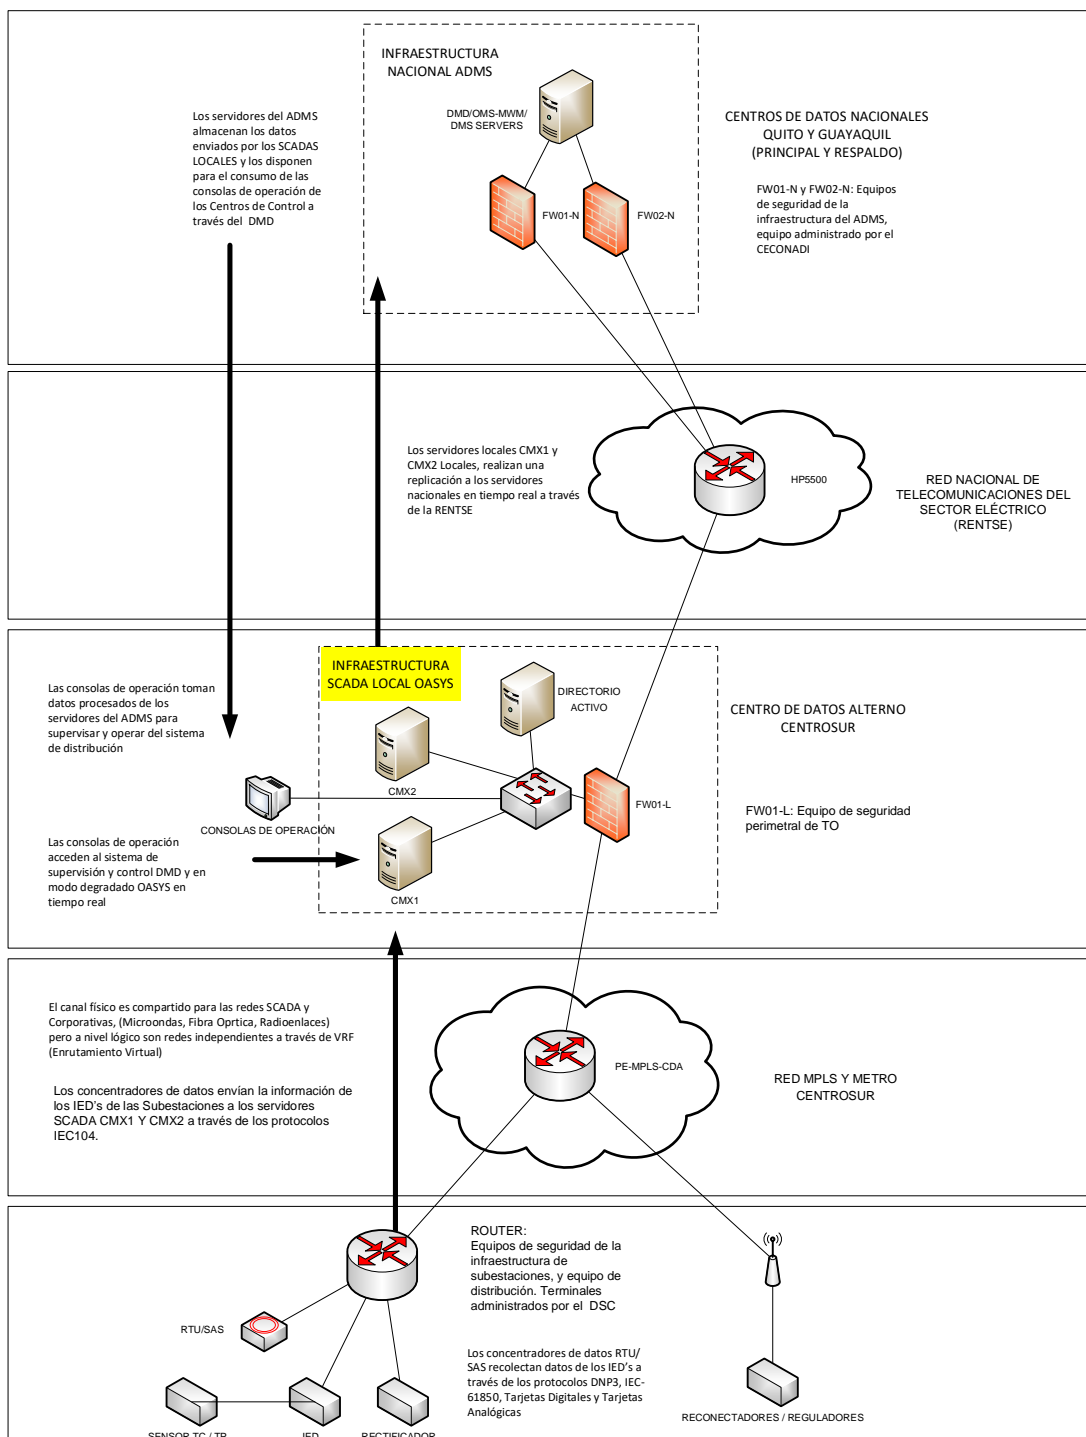 INFRAESTRUCTURA
NACIONAL ADMS
DMD/OMS-MWM/
DMS SERVERS
FW01-N
FW02-N
Los servidores del ADMS
almacenan los datos
enviados por los SCADAS
LOCALES y los disponen
para el consumo de las
consolas de operación de
los Centros de Control a
través del DMD
CENTROS DE DATOS NACIONALES
QUITO Y GUAYAQUIL
(PRINCIPAL Y RESPALDO)
FW01-N y FW02-N: Equipos
de seguridad de la
infraestructura del ADMS,
equipo administrado por el
CECONADI
Los servidores locales CMX1 y
CMX2 Locales, realizan una
replicación a los servidores
nacionales en tiempo real a través
de la RENTSE
HP5500
RED NACIONAL DE
TELECOMUNICACIONES DEL
SECTOR ELÉCTRICO
(RENTSE)
INFRAESTRUCTURA
SCADA LOCAL OASYS
DIRECTORIO
ACTIVO
CMX2
FW01-L
CONSOLAS DE OPERACIÓN
CMX1
Las consolas de operación toman
datos procesados de los
servidores del ADMS para
supervisar y operar del sistema
de distribución
Las consolas de operación
acceden al sistema de
supervisión y control DMD y en
modo degradado OASYS en
tiempo real
CENTRO DE DATOS ALTERNO
CENTROSUR
FW01-L: Equipo de seguridad
perimetral de TO
El canal físico es compartido para las redes SCADA y
Corporativas, (Microondas, Fibra Oprtica, Radioenlaces)
pero a nivel lógico son redes independientes a través de VRF
(Enrutamiento Virtual)
Los concentradores de datos envían la información de
los IED's de las Subestaciones a los servidores
SCADA CMX1 Y CMX2 a través de los protocolos
IEC104.
PE-MPLS-CDA
RED MPLS Y METRO
CENTROSUR
ROUTER:
Equipos de seguridad de la
infraestructura de
subestaciones, y equipo de
distribución. Terminales
administrados por el DSC
RTU/SAS
Los concentradores de datos RTU/
SAS recolectan datos de los IED's a
través de los protocolos DNP3, IEC-
61850, Tarjetas Digitales y Tarjetas
Analógicas
RECONECTADORES / REGULADORES
SENSOR TC / TP
IED
RECTIFICADOR